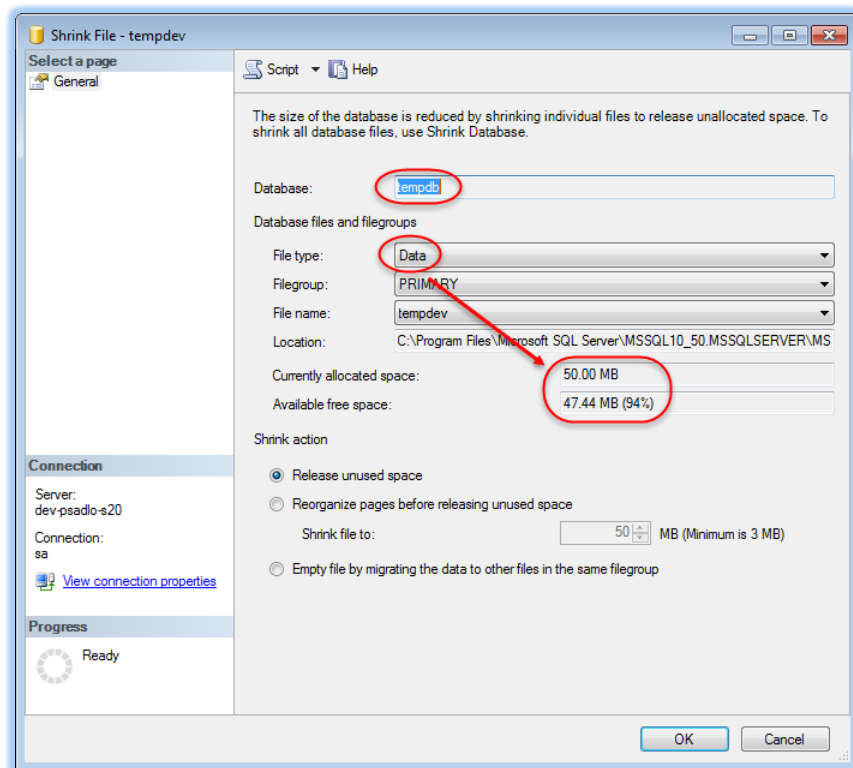 Shrink File - tempdev
Select a page
General
Script Help
The size of the database is reduced by shrinking individual files to release unallocated space. To
shrink all database files, use Shrink Database.
Database: tempdb
Database files and filegroups
File type: Data
Filegroup: PRIMARY
File name: tempdev
Location: C:\Program Files\Microsoft SQL Server\MSSQL10_50.MSSQLSERVER\MS
Currently allocated space: 50.00 MB
Available free space: 47.44 MB (94%)
Shrink action
Release unused space
Reorganize pages before releasing unused space
Shrink file to: 50 MB (Minimum is 3 MB)
Empty file by migrating the data to other files in the same filegroup
Connection
Server:
dev-psadlo-s20
Connection:
sa
View connection properties
Progress
Ready
OK Cancel